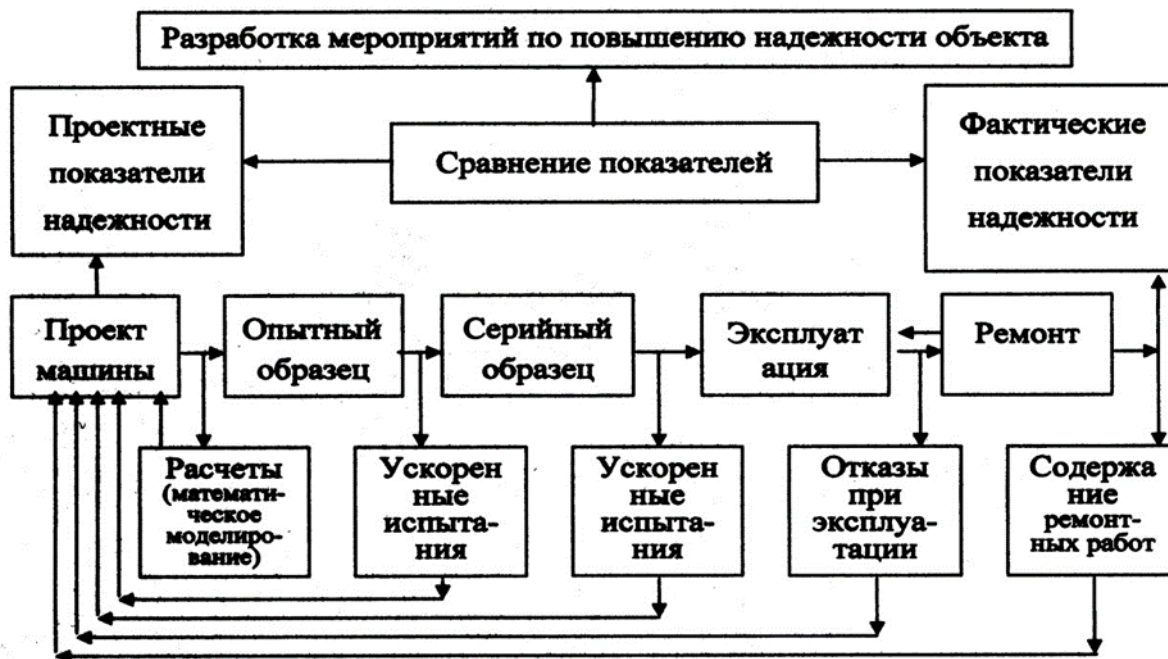 Разработка мероприятий по повышению надежности объекта
Проектные
показатели
надежности
Сравнение показателей
Фактические
показатели
надежности
Проект
машины
Опытный
образец
Серийный
образец
Эксплуат
ация
Ремонт
Расчеты
(математи-
ческое
моделиро-
вание)
Ускорен
ные
испыта-
ния
Ускорен
ные
испыта-
ния
Отказы
при
эксплуа-
тации
Содержа
ние
ремонт-
ных работ